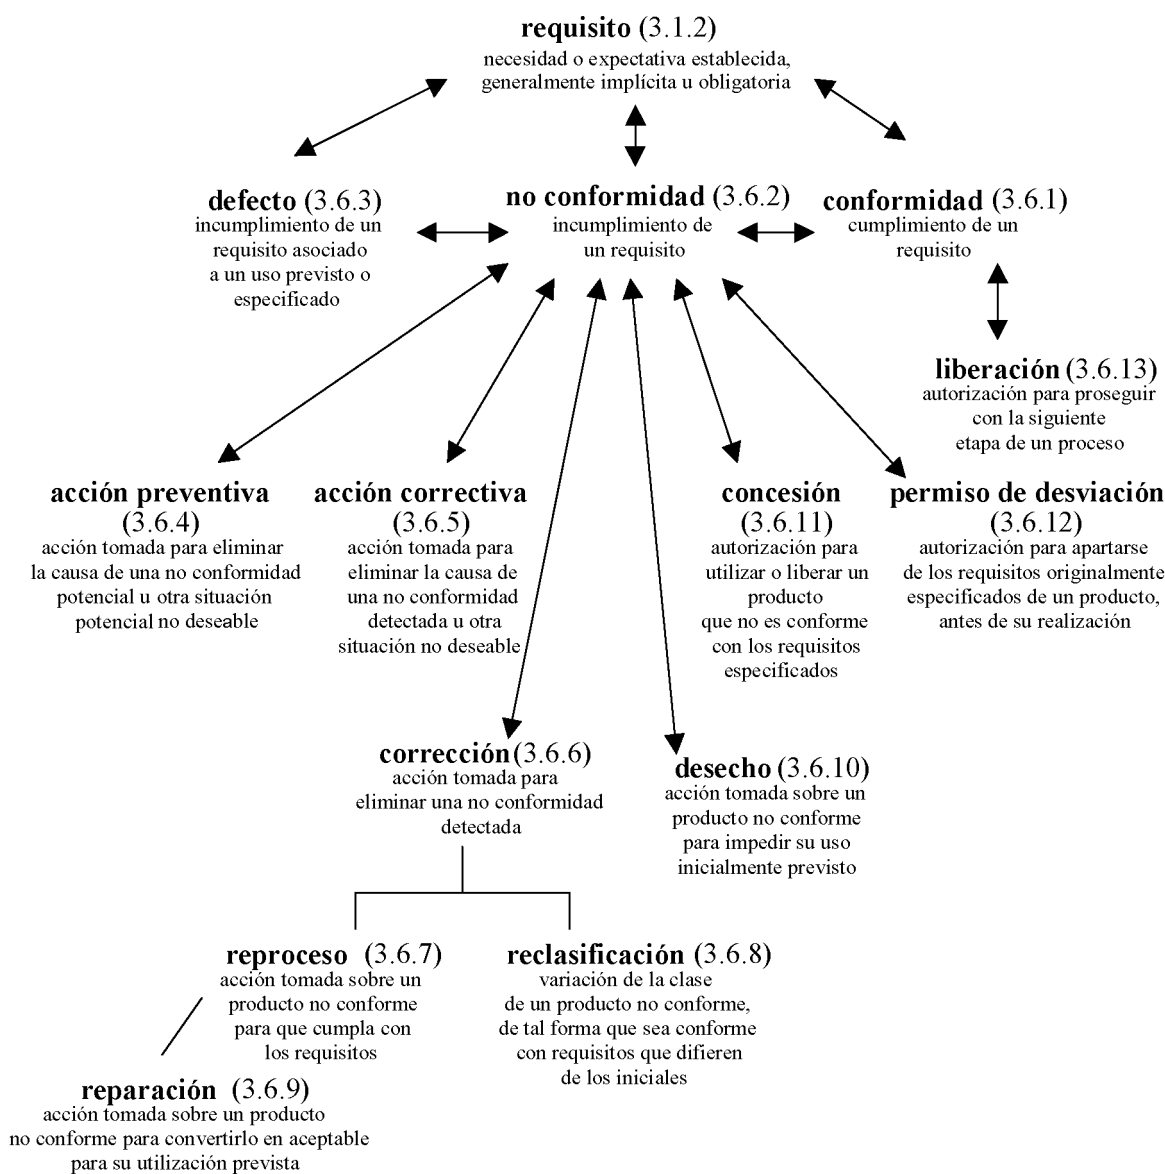 requisito (3.1.2)
necesidad o expectativa establecida,
generalmente implícita u obligatoria
defecto (3.6.3)
incumplimiento de un
requisito asociado
a un uso previsto o
especificado
no conformidad (3.6.2)
incumplimiento de
un requisito
conformidad (3.6.1)
cumplimiento de un
requisito
liberación (3.6.13)
autorización para proseguir
con la siguiente
etapa de un proceso
acción preventiva
(3.6.4)
acción tomada para eliminar
la causa de una no conformidad
potencial u otra situación
potencial no deseable
acción correctiva
(3.6.5)
acción tomada para
eliminar la causa de
una no conformidad
detectada u otra
situación no deseable
concesión
(3.6.11)
autorización para
utilizar o liberar un
producto
que no es conforme
con los requisitos
especificados
permiso de desviación
(3.6.12)
autorización para apartarse
de los requisitos originalmente
especificados de un producto,
antes de su realización
corrección (3.6.6)
acción tomada para
eliminar una no conformidad
detectada
desecho (3.6.10)
acción tomada sobre un
producto no conforme
para impedir su uso
inicialmente previsto
reproceso (3.6.7)
acción tomada sobre un
producto no conforme
para que cumpla con
los requisitos
reclasificación (3.6.8)
variación de la clase
de un producto no conforme,
de tal forma que sea conforme
con requisitos que difieren
de los iniciales
reparación (3.6.9)
acción tomada sobre un producto
no conforme para convertirlo en aceptable
para su utilización prevista